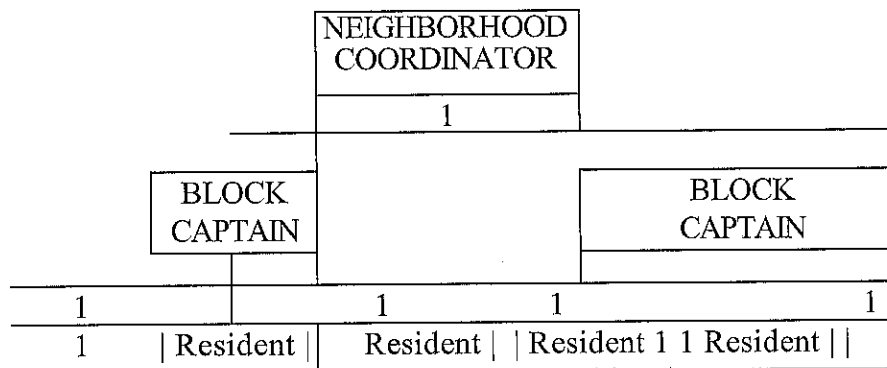 NEIGHBORHOOD
COORDINATOR
1
BLOCK
CAPTAIN
BLOCK
CAPTAIN
1 1 1 1
1 | Resident | Resident | | Resident 1 1 Resident | |